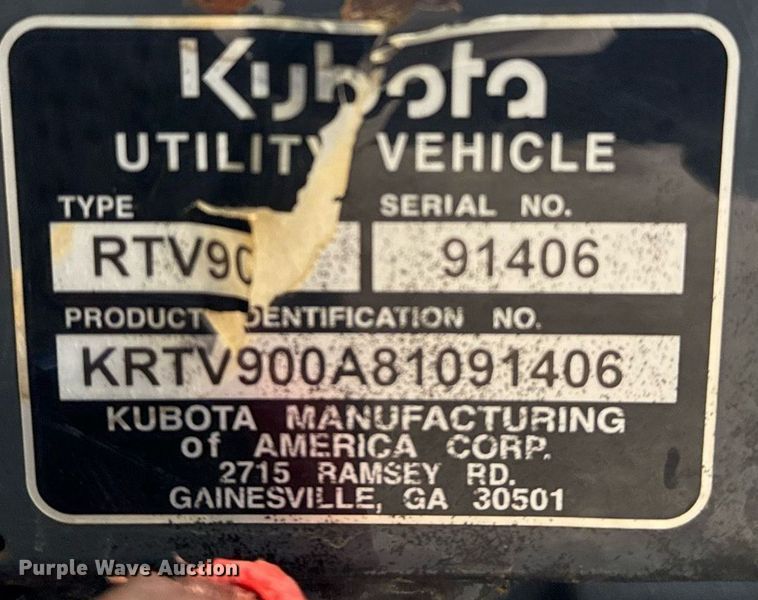 Kubota
UTILITY VEHICLE
TYPE SERIAL NO.
RTV90 91406
PRODUCT IDENTIFICATION NO.
KRTV900A81091406
KUBOTA MANUFACTURING
of AMERICA CORP.
2715 RAMSEY RD.
GAINESVILLE, GA 30501
Purple Wave Auction